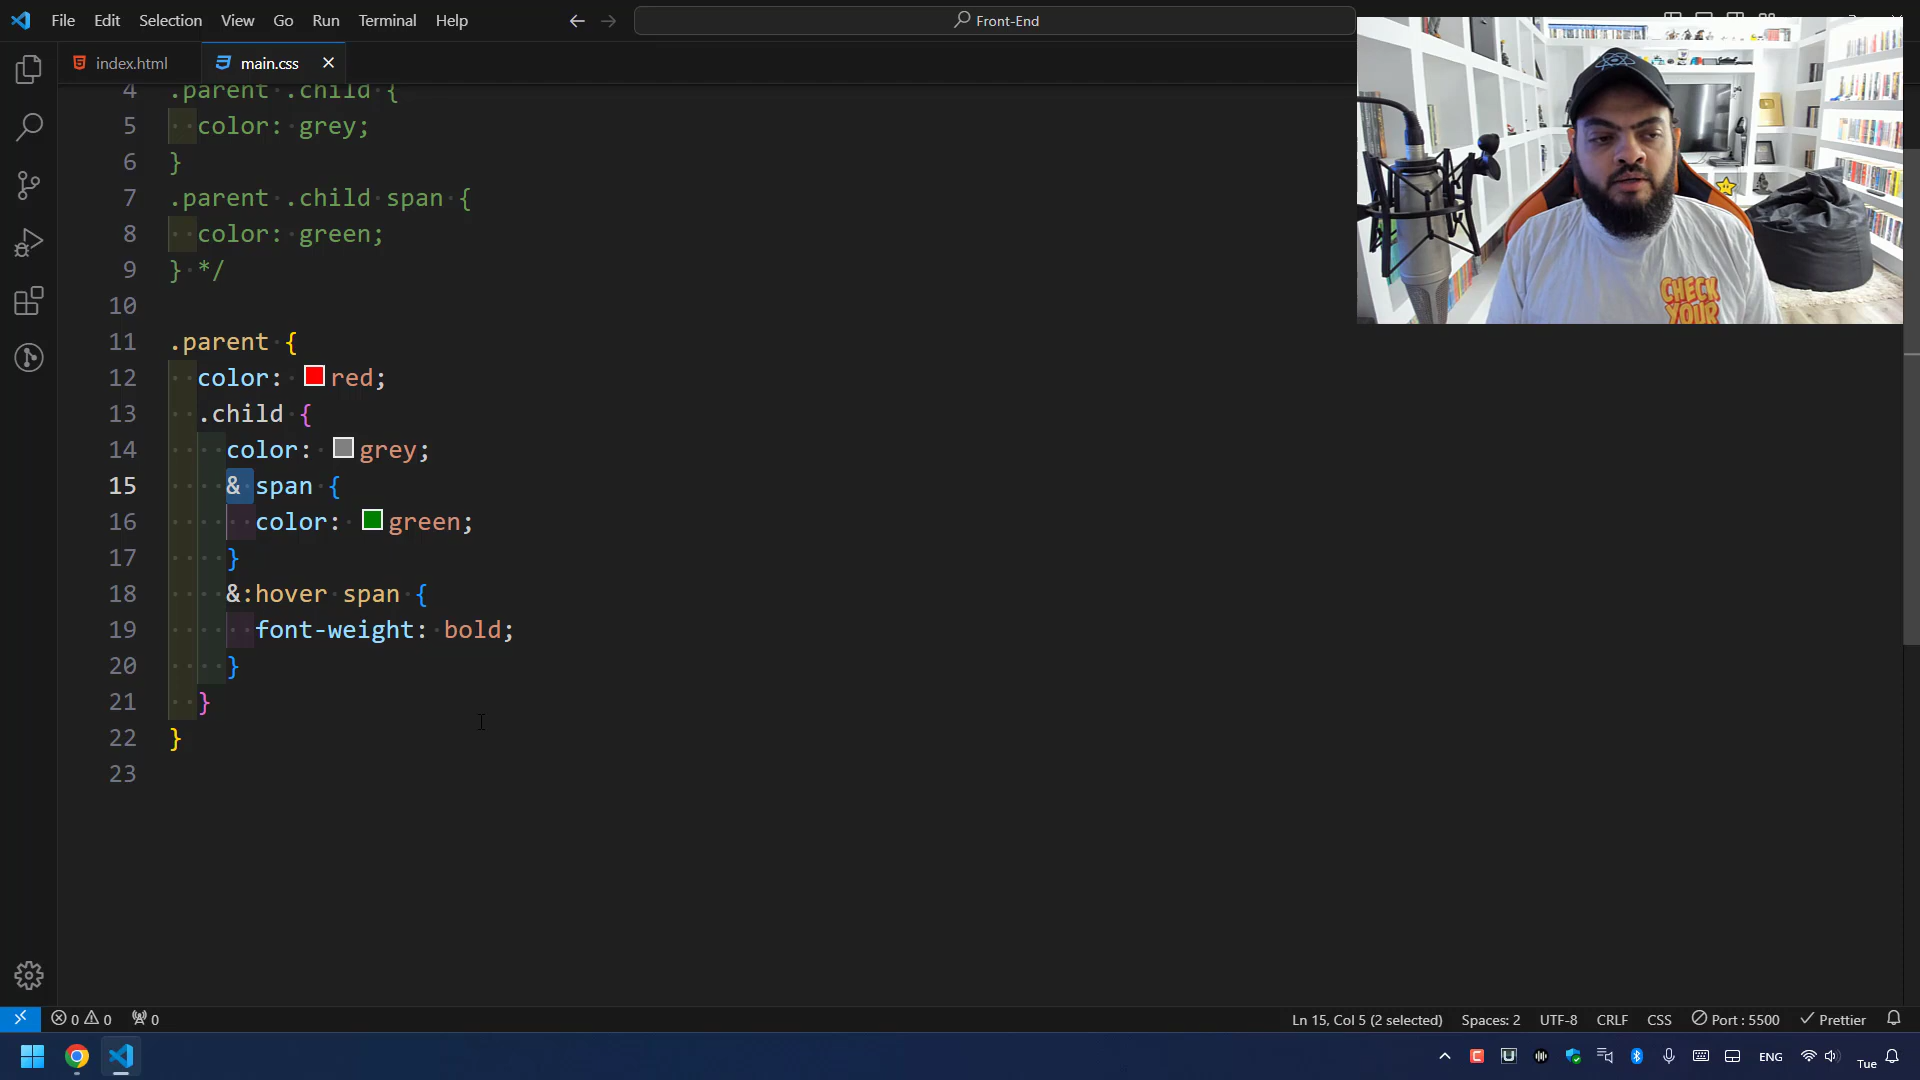 File Edit Selection View Go Run Terminal Help
Front-End
index.html
main.css
4 .parent .child {
5 color: grey;
6 }
7 .parent .child span {
8 color: green;
9 } */
10
11 .parent {
12 color: red;
13 .child {
14 color: grey;
15 & span {
16 color: green;
17 }
18 &:hover span {
19 font-weight: bold;
20 }
21 }
22 }
23
CHECK
YOUR
0 0 0 Ln 15, Col 5 (2 selected) Spaces: 2 UTF-8 CRLF CSS Port : 5500 Prettier
ENG Tue